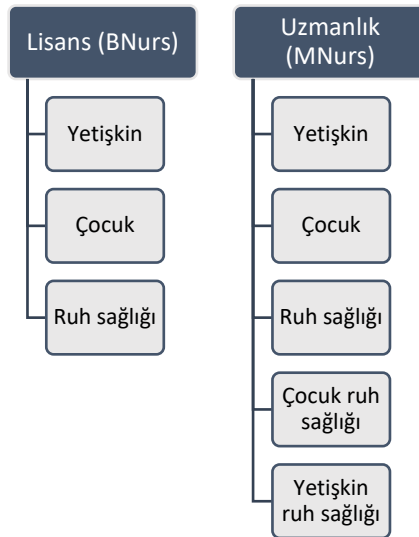 Lisans (BNurs)
Yetişkin
Çocuk
Ruh sağlığı
Uzmanlık
(MNurs)
Yetişkin
Çocuk
Ruh sağlığı
Çocuk ruh
sağlığı
Yetişkin
ruh sağlığı